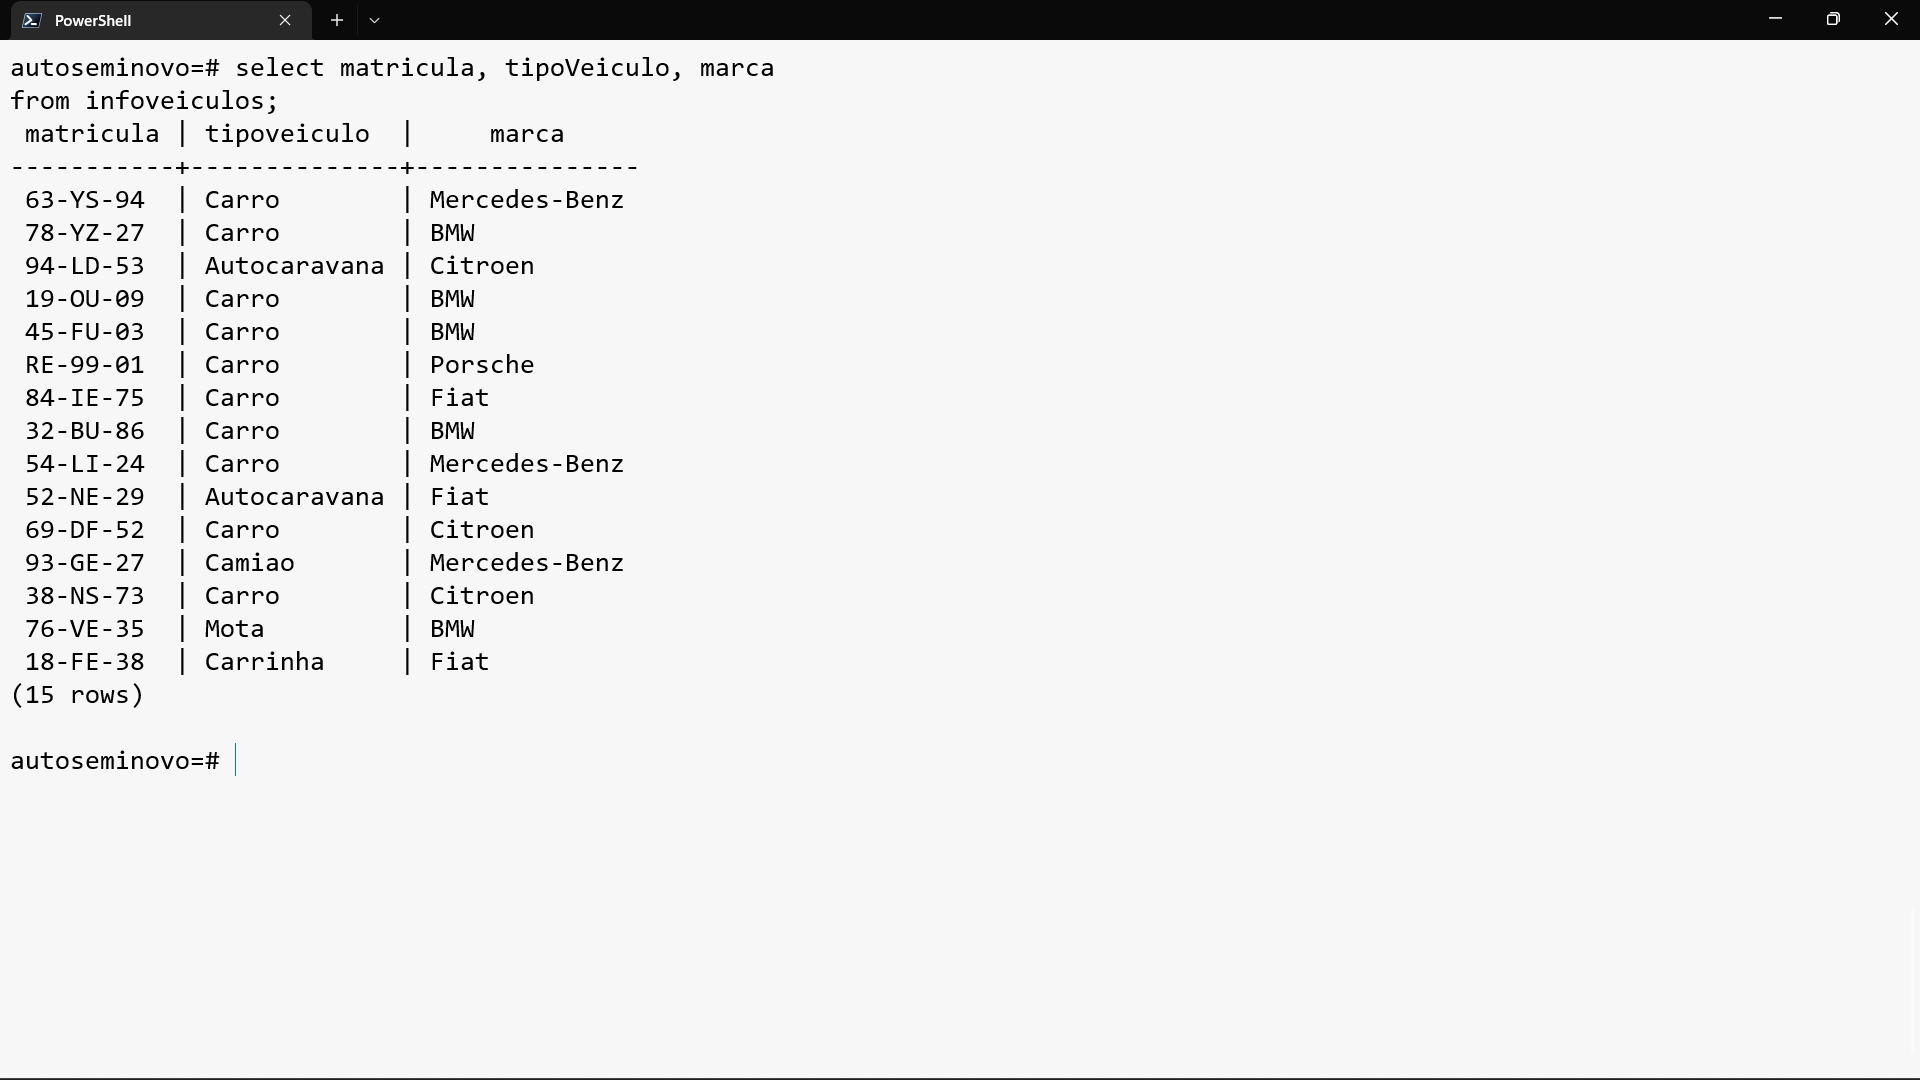 PowerShell
autoseminovo=# select matricula, tipoVeiculo, marca
from infoveiculos;
 matricula | tipoveiculo  |     marca
-----------+--------------+---------------
 63-YS-94  | Carro        | Mercedes-Benz
 78-YZ-27  | Carro        | BMW
 94-LD-53  | Autocaravana | Citroen
 19-OU-09  | Carro        | BMW
 45-FU-03  | Carro        | BMW
 RE-99-01  | Carro        | Porsche
 84-IE-75  | Carro        | Fiat
 32-BU-86  | Carro        | BMW
 54-LI-24  | Carro        | Mercedes-Benz
 52-NE-29  | Autocaravana | Fiat
 69-DF-52  | Carro        | Citroen
 93-GE-27  | Camiao       | Mercedes-Benz
 38-NS-73  | Carro        | Citroen
 76-VE-35  | Mota         | BMW
 18-FE-38  | Carrinha     | Fiat
(15 rows)
autoseminovo=#